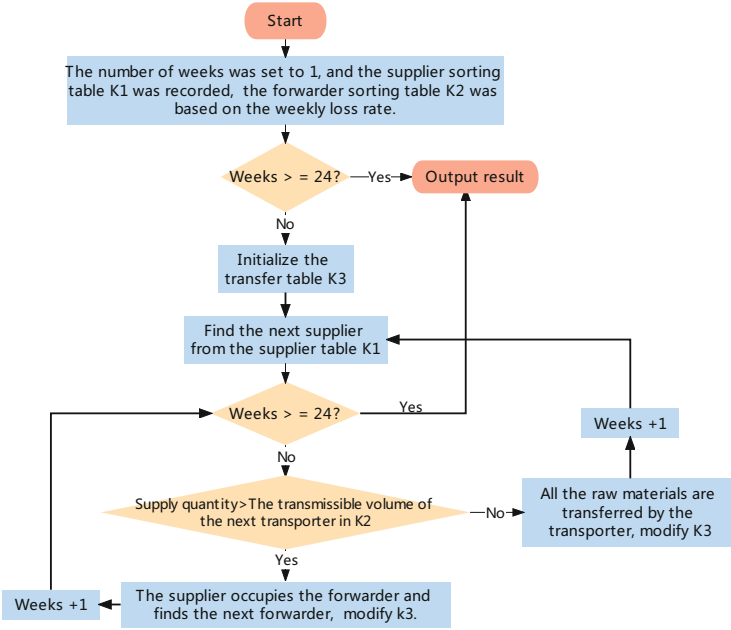 Start
The number of weeks was set to 1, and the supplier sorting
table K1 was recorded, the forwarder sorting table K2 was
based on the weekly loss rate.
Weeks > = 24?
Yes
Output result
No
Initialize the
transfer table K3
Find the next supplier
from the supplier table K1
Weeks > = 24?
Yes
Weeks +1
No
Supply quantity>The transmissible volume of
the next transporter in K2
No
All the raw materials are
transferred by the
transporter, modify K3
Yes
The supplier occupies the forwarder and
finds the next forwarder, modify k3.
Weeks +1